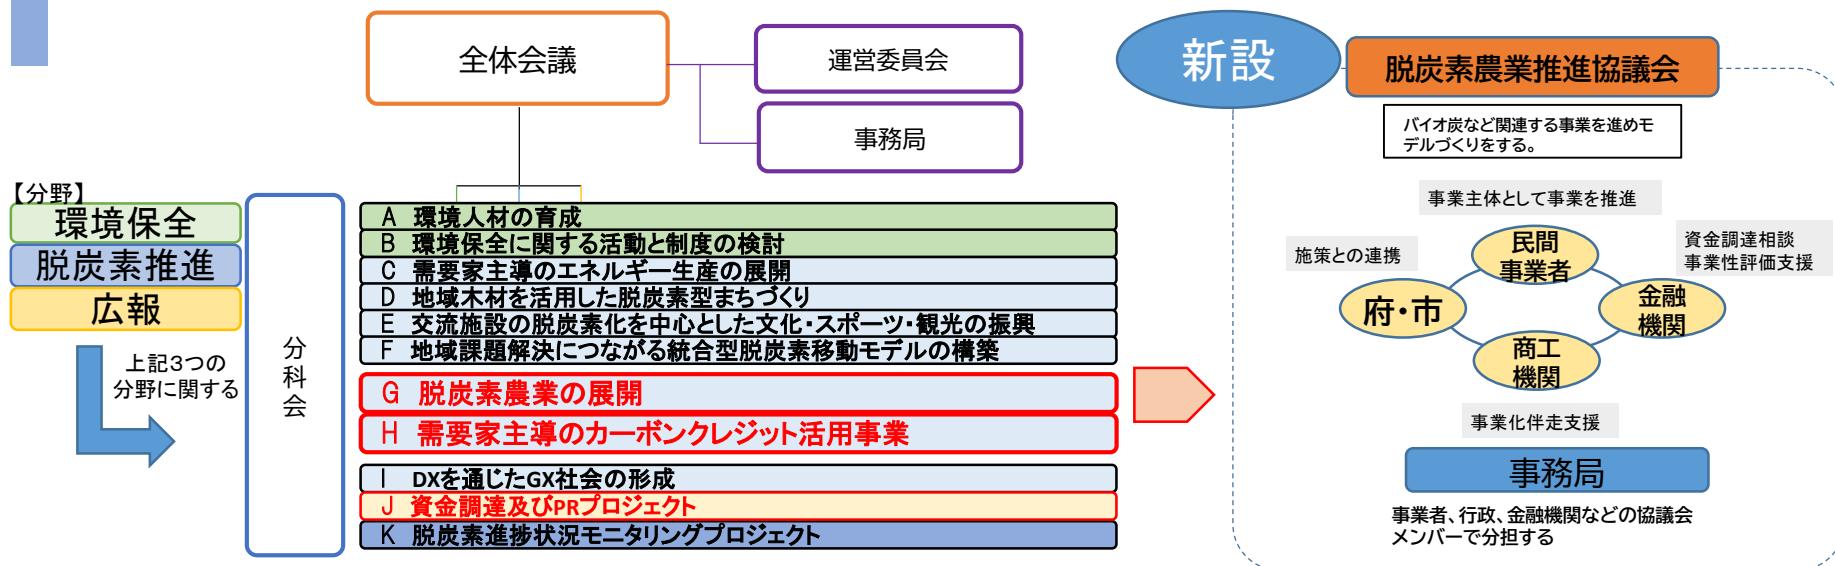 全体会議
運営委員会
事務局
【分野】
環境保全
脱炭素推進
広報
上記3つの
分野に関する
分科会
A 環境人材の育成
B 環境保全に関する活動と制度の検討
C 需要家主導のエネルギー生産の展開
D 地域木材を活用した脱炭素型まちづくり
E 交流施設の脱炭素化を中心とした文化・スポーツ・観光の振興
F 地域課題解決につながる統合型脱炭素移動モデルの構築
G 脱炭素農業の展開
H 需要家主導のカーボンクレジット活用事業
I DXを通じたGX社会の形成
J 資金調達及びPRプロジェクト
K 脱炭素進捗状況モニタリングプロジェクト
新設
脱炭素農業推進協議会
バイオ炭など関連する事業を進めモ
デルづくりをする。
事業主体として事業を推進
民間
事業者
施策との連携
府・市
資金調達相談
事業性評価支援
金融
機関
商工
機関
事業化伴走支援
事務局
事業者、行政、金融機関などの協議会
メンバーで分担する